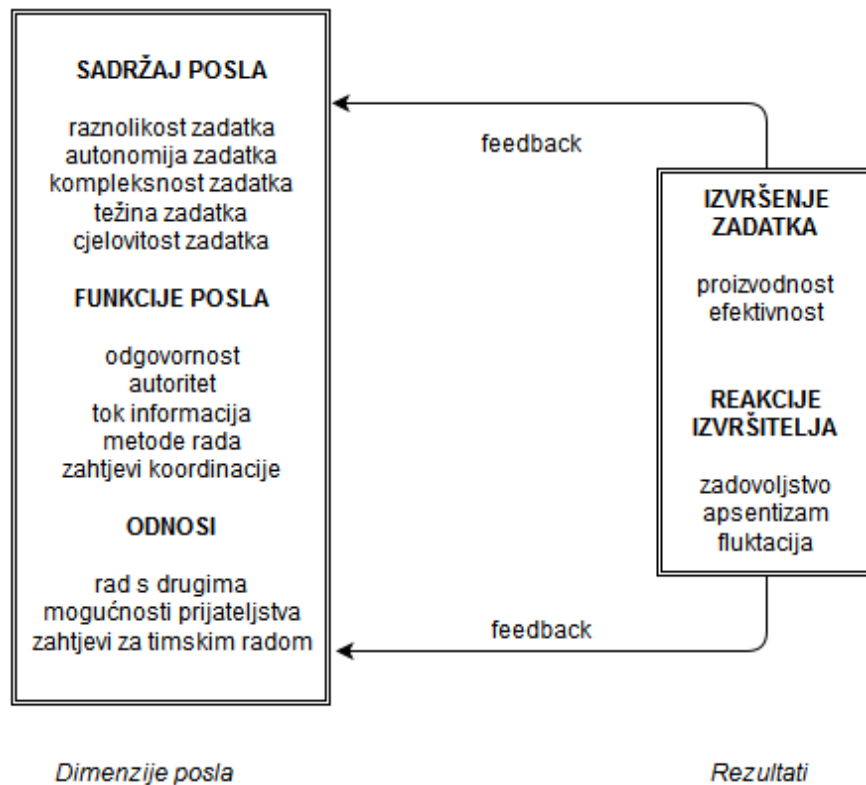 SADRŽAJ POSLA
raznolikost zadatka
autonomija zadatka
kompleksnost zadatka
težina zadatka
cjelovitost zadatka
FUNKCIJE POSLA
odgovornost
autoritet
tok informacija
metode rada
zahtjevi koordinacije
ODNOSI
rad s drugima
mogućnosti prijateljstva
zahtjevi za timskim radom
feedback
feedback
IZVRŠENJE
ZADATKA
proizvodnost
efektivnost
REAKCIJE
IZVRŠITELJA
zadovoljstvo
apsentizam
fluktacija
Dimenzije posla
Rezultati